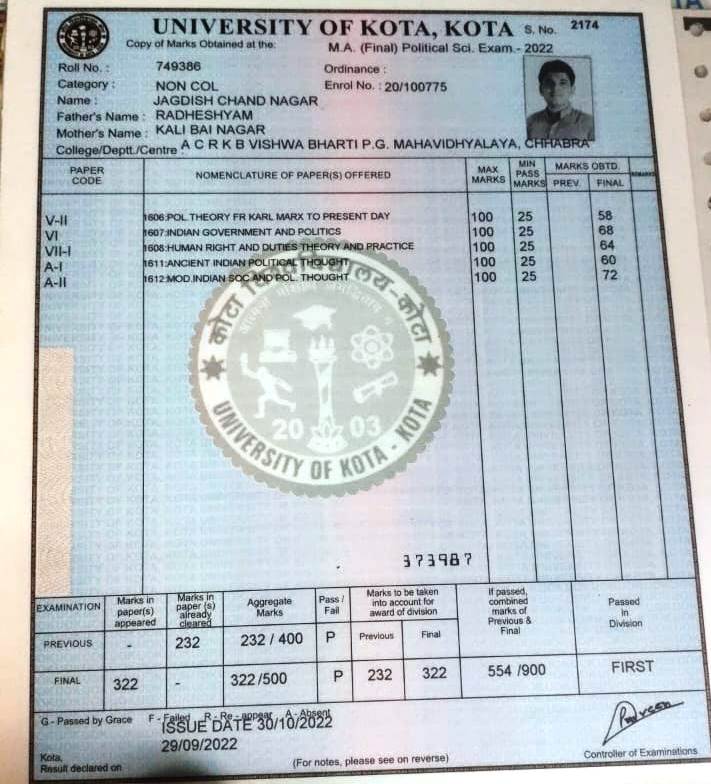 UNIVERSITY OF KOTA, KOTA S. No. 2174
Copy of Marks Obtained at the: M.A. (Final) Political Sci. Exam.- 2022
Roll No. : 749386 Ordinance :
Category : NON COL Enrol No. : 20/100775
Name : JAGDISH CHAND NAGAR
Father's Name : RADHESHYAM
Mother's Name : KALI BAI NAGAR
College/Deptt./Centre : A C R K B VISHWA BHARTI P.G. MAHAVIDHYALAYA, CHHABRA
PAPER CODE NOMENCLATURE OF PAPER(S) OFFERED MAX MARKS MIN PASS MARKS MARKS OBTD. PREV. FINAL REMARKS
V-II 1606:POL.THEORY FR KARL MARX TO PRESENT DAY 100 25 58
VI 1607:INDIAN GOVERNMENT AND POLITICS 100 25 68
VII-I 1608:HUMAN RIGHT AND DUTIES THEORY AND PRACTICE 100 25 64
A-I 1611:ANCIENT INDIAN POLITICAL THOUGHT 100 25 60
A-II 1612:MOD.INDIAN SOC.AND POL. THOUGHT 100 25 72
कोटा विश्वविद्यालय-कोटा
20 03
UNIVERSITY OF KOTA - KOTA
373987
EXAMINATION Marks in paper(s) appeared Marks in paper (s) already cleared Aggregate Marks Pass / Fail Marks to be taken into account for award of division Previous Final If passed, combined marks of Previous & Final Passed in Division
PREVIOUS - 232 232 / 400 P
FINAL 322 - 322 /500 P 232 322 554 /900 FIRST
G - Passed by Grace F - Failed R - Re - appear A - Absent
ISSUE DATE 30/10/2022
29/09/2022
Kota,
Result declared on (For notes, please see on reverse) Controller of Examinations